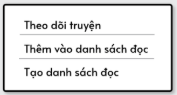 Theo dõi truyện
Thêm vào danh sách đọc
Tạo danh sách đọc